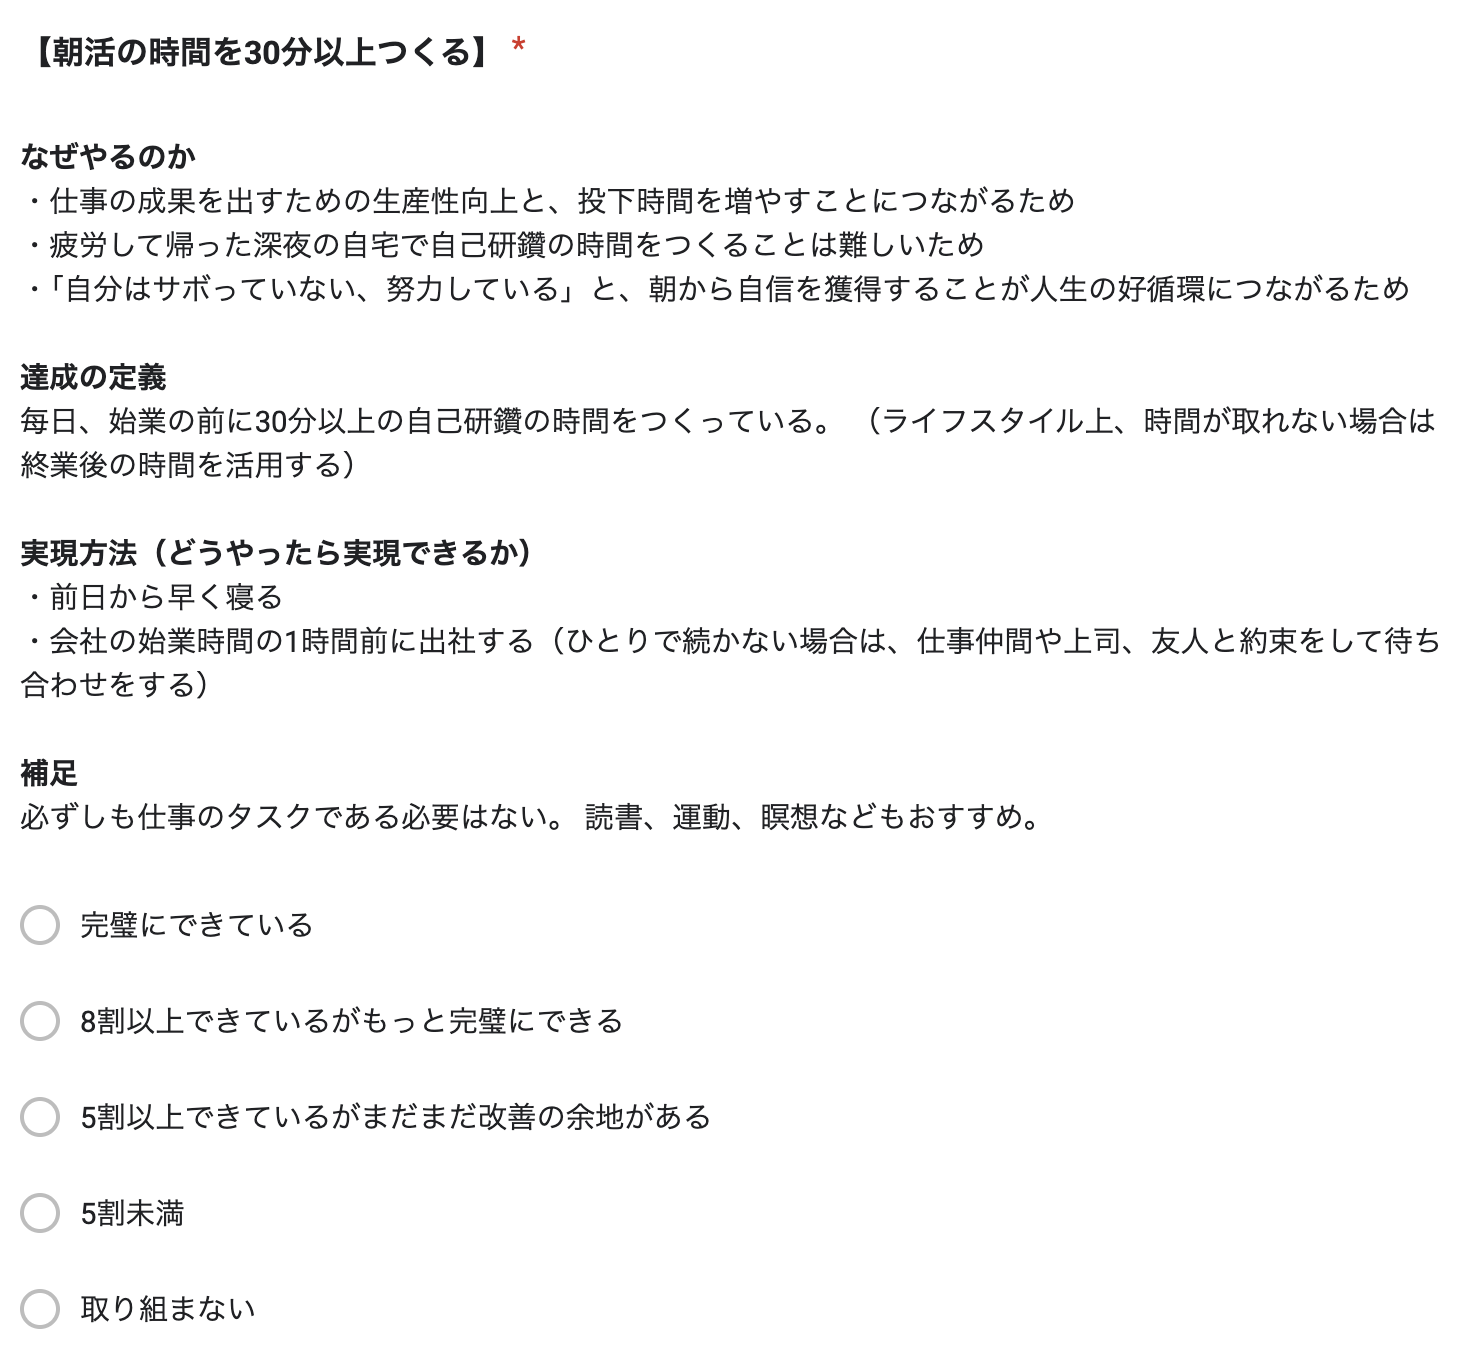 【朝活の時間を30分以上つくる】 *
なぜやるのか
・仕事の成果を出すための生産性向上と、投下時間を増やすことにつながるため
・疲労して帰った深夜の自宅で自己研鑽の時間をつくることは難しいため
・「自分はサボっていない、努力している」と、朝から自信を獲得することが人生の好循環につながるため
達成の定義
毎日、始業の前に30分以上の自己研鑽の時間をつくっている。 （ライフスタイル上、時間が取れない場合は
終業後の時間を活用する）
実現方法（どうやったら実現できるか）
・前日から早く寝る
・会社の始業時間の1時間前に出社する（ひとりで続かない場合は、仕事仲間や上司、友人と約束をして待ち
合わせをする）
補足
必ずしも仕事のタスクである必要はない。 読書、運動、瞑想などもおすすめ。
完璧にできている
8割以上できているがもっと完璧にできる
5割以上できているがまだまだ改善の余地がある
5割未満
取り組まない